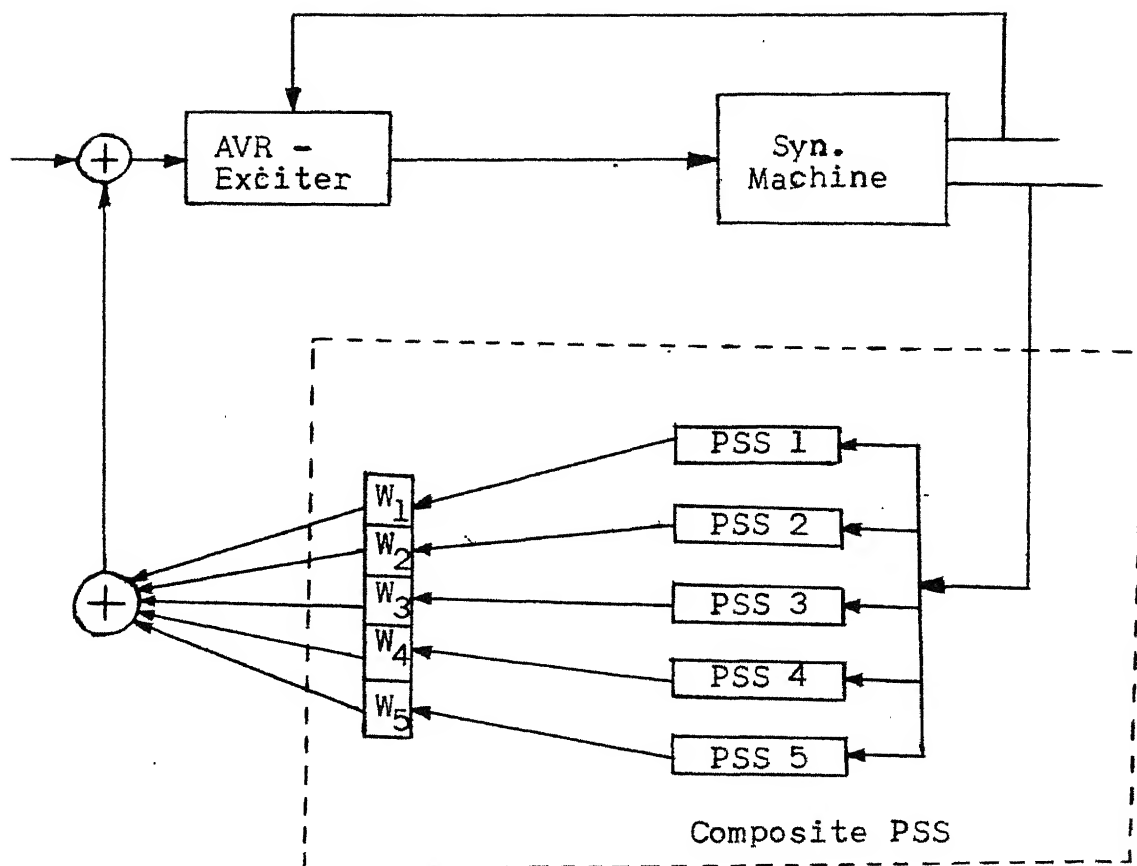 +
AVR -
Exciter
Syn.
Machine
PSS 1
PSS 2
PSS 3
PSS 4
PSS 5
W1
W2
W3
W4
W5
+
Composite PSS